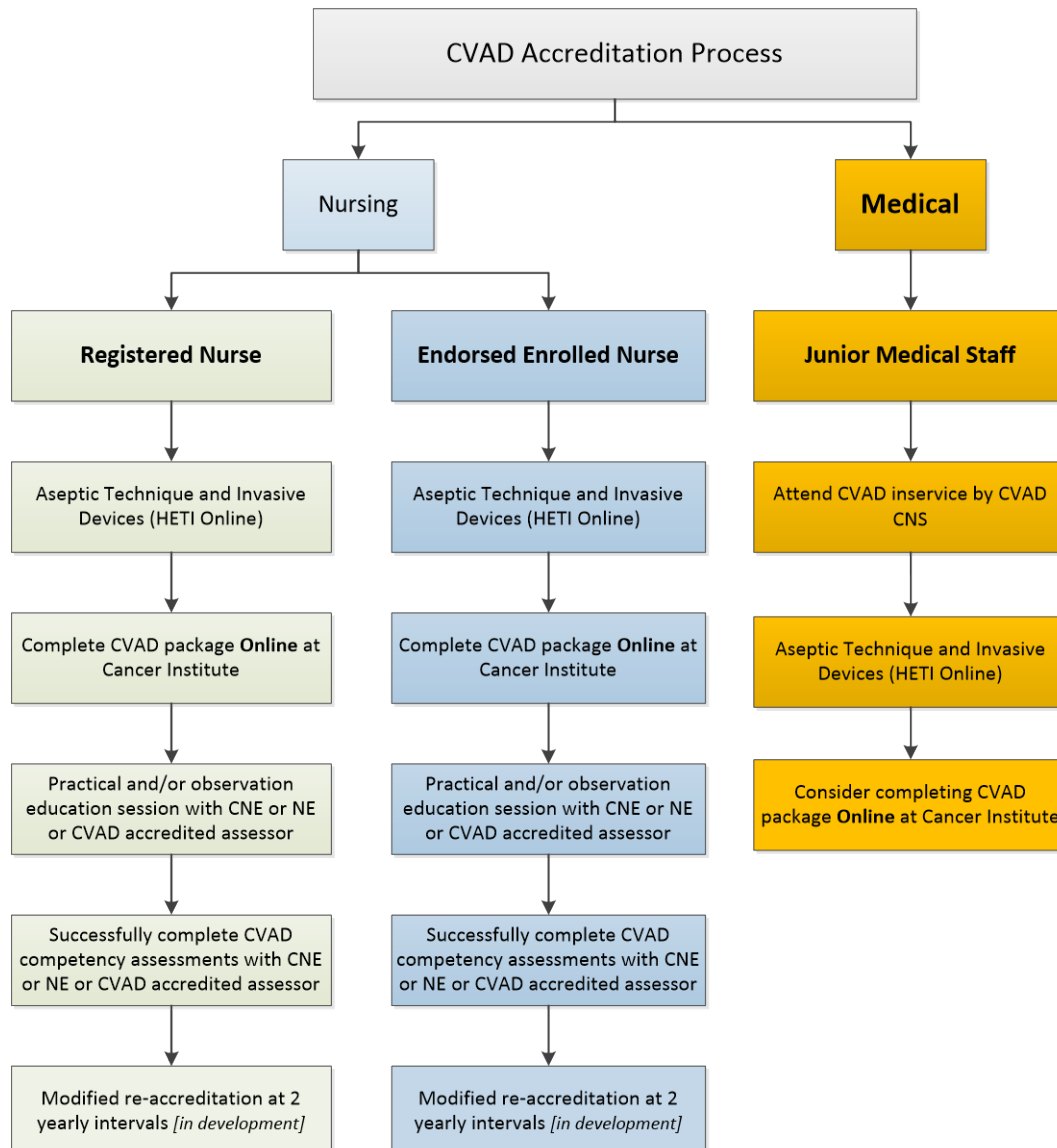 CVAD Accreditation Process
Nursing
Medical
Registered Nurse
Endorsed Enrolled Nurse
Junior Medical Staff
Aseptic Technique and Invasive
Devices (HETI Online)
Aseptic Technique and Invasive
Devices (HETI Online)
Attend CVAD inservice by CVAD
CNS
Complete CVAD package Online at
Cancer Institute
Complete CVAD package Online at
Cancer Institute
Aseptic Technique and Invasive
Devices (HETI Online)
Practical and/or observation
education session with CNE or NE
or CVAD accredited assessor
Practical and/or observation
education session with CNE or NE
or CVAD accredited assessor
Consider completing CVAD
package Online at Cancer Institute
Successfully complete CVAD
competency assessments with CNE
or NE or CVAD accredited assessor
Successfully complete CVAD
competency assessments with CNE
or NE or CVAD accredited assessor
Modified re-accreditation at 2
yearly intervals [in development]
Modified re-accreditation at 2
yearly intervals [in development]